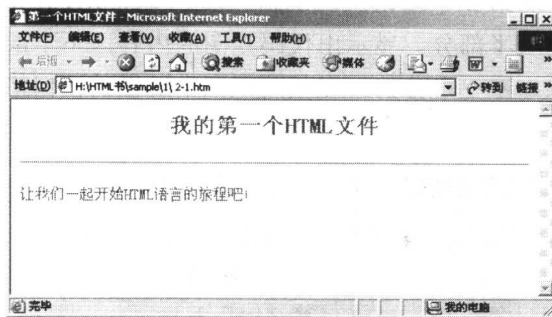 第一个HTML文件 - Microsoft Internet Explorer
文件(F) 编辑(E) 查看(V) 收藏(A) 工具(T) 帮助(H)
后退 搜索 收藏夹 媒体
地址(D) H:\HTML书\sample\1\ 2-1.htm 转到 链接
我的第一个HTML文件
让我们一起开始HTML语言的旅程吧!
完毕 我的电脑